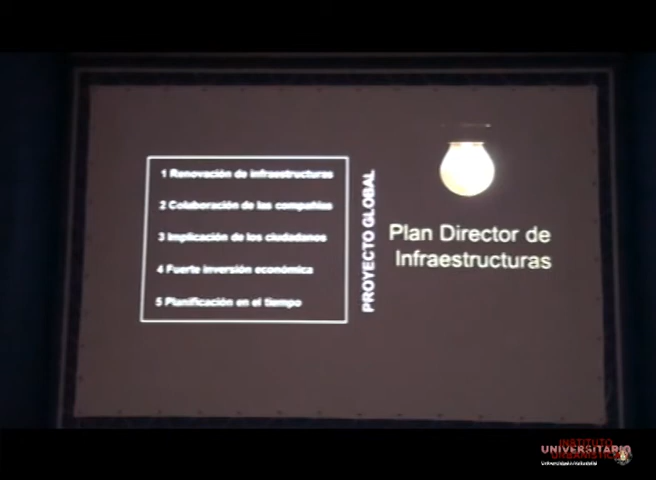 1 Renovación de infraestructuras
2 Colaboración de las compañías
3 Implicación de los ciudadanos
4 Fuerte inversión económica
5 Planificación en el tiempo
PROYECTO GLOBAL
Plan Director de
Infraestructuras
INSTITUTO
UNIVERSITARIO